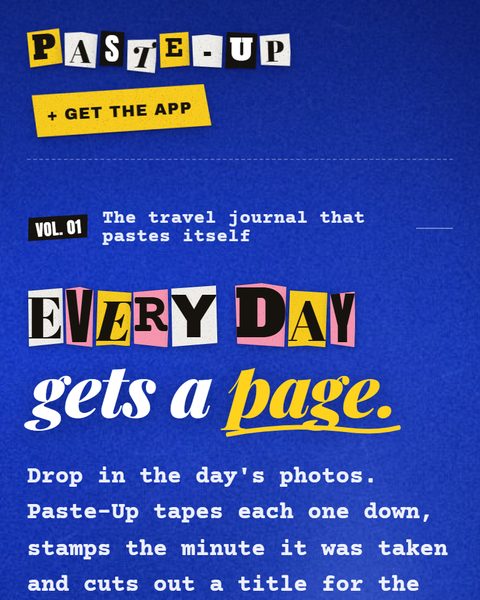 PASTE-UP
+ GET THE APP
VOL. 01
The travel journal that
pastes itself
EVERY DAY
gets a page.
Drop in the day's photos.
Paste-Up tapes each one down,
stamps the minute it was taken
and cuts out a title for the